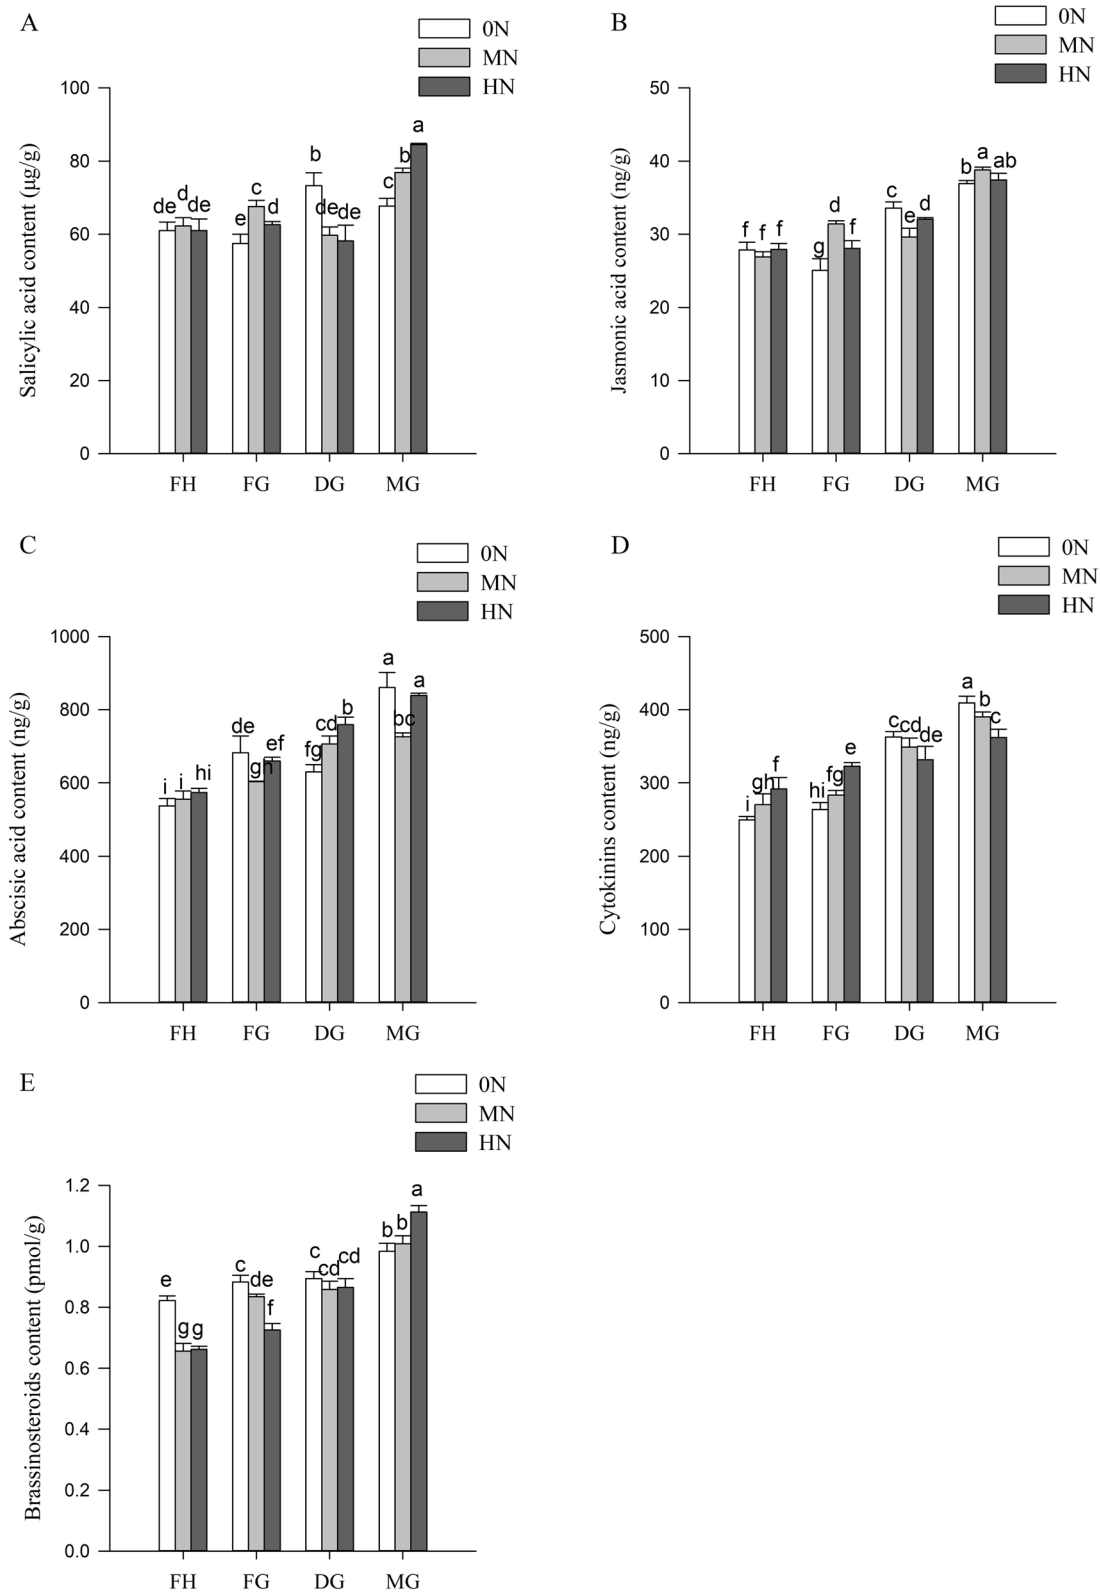 A
0N
MN
HN
Salicylic acid content (μg/g)
100
80
60
40
20
0
de d de
e c d
b de de
c b a
FH FG DG MG
B
0N
MN
HN
Jasmonic acid content (ng/g)
50
40
30
20
10
0
f f f
g d f
c e d
b a ab
FH FG DG MG
C
0N
MN
HN
Abscisic acid content (ng/g)
1000
800
600
400
200
0
i i hi
de gh ef
fg cd b
a bc a
FH FG DG MG
D
0N
MN
HN
Cytokinins content (ng/g)
500
400
300
200
100
0
i gh f
hi fg e
c cd de
a b c
FH FG DG MG
E
0N
MN
HN
Brassinosteroids content (pmol/g)
1.2
1.0
0.8
0.6
0.4
0.2
0.0
e g g
c de f
c cd cd
b b a
FH FG DG MG